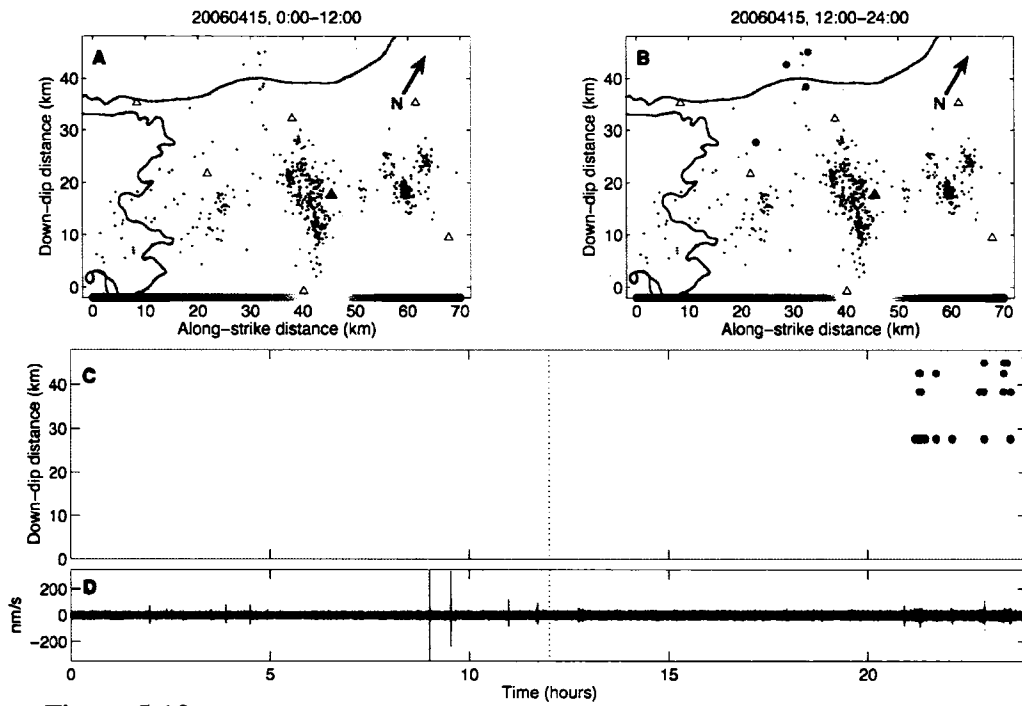 20060415, 0:00−12:00
20060415, 12:00−24:00
A
B
N
N
Down−dip distance (km)
40
30
20
10
0
Down−dip distance (km)
40
30
20
10
0
0 10 20 30 40 50 60 70
0 10 20 30 40 50 60 70
Along−strike distance (km)
Along−strike distance (km)
C
Down−dip distance (km)
40
30
20
10
0
D
nm/s
200
0
−200
0 5 10 15 20
Time (hours)